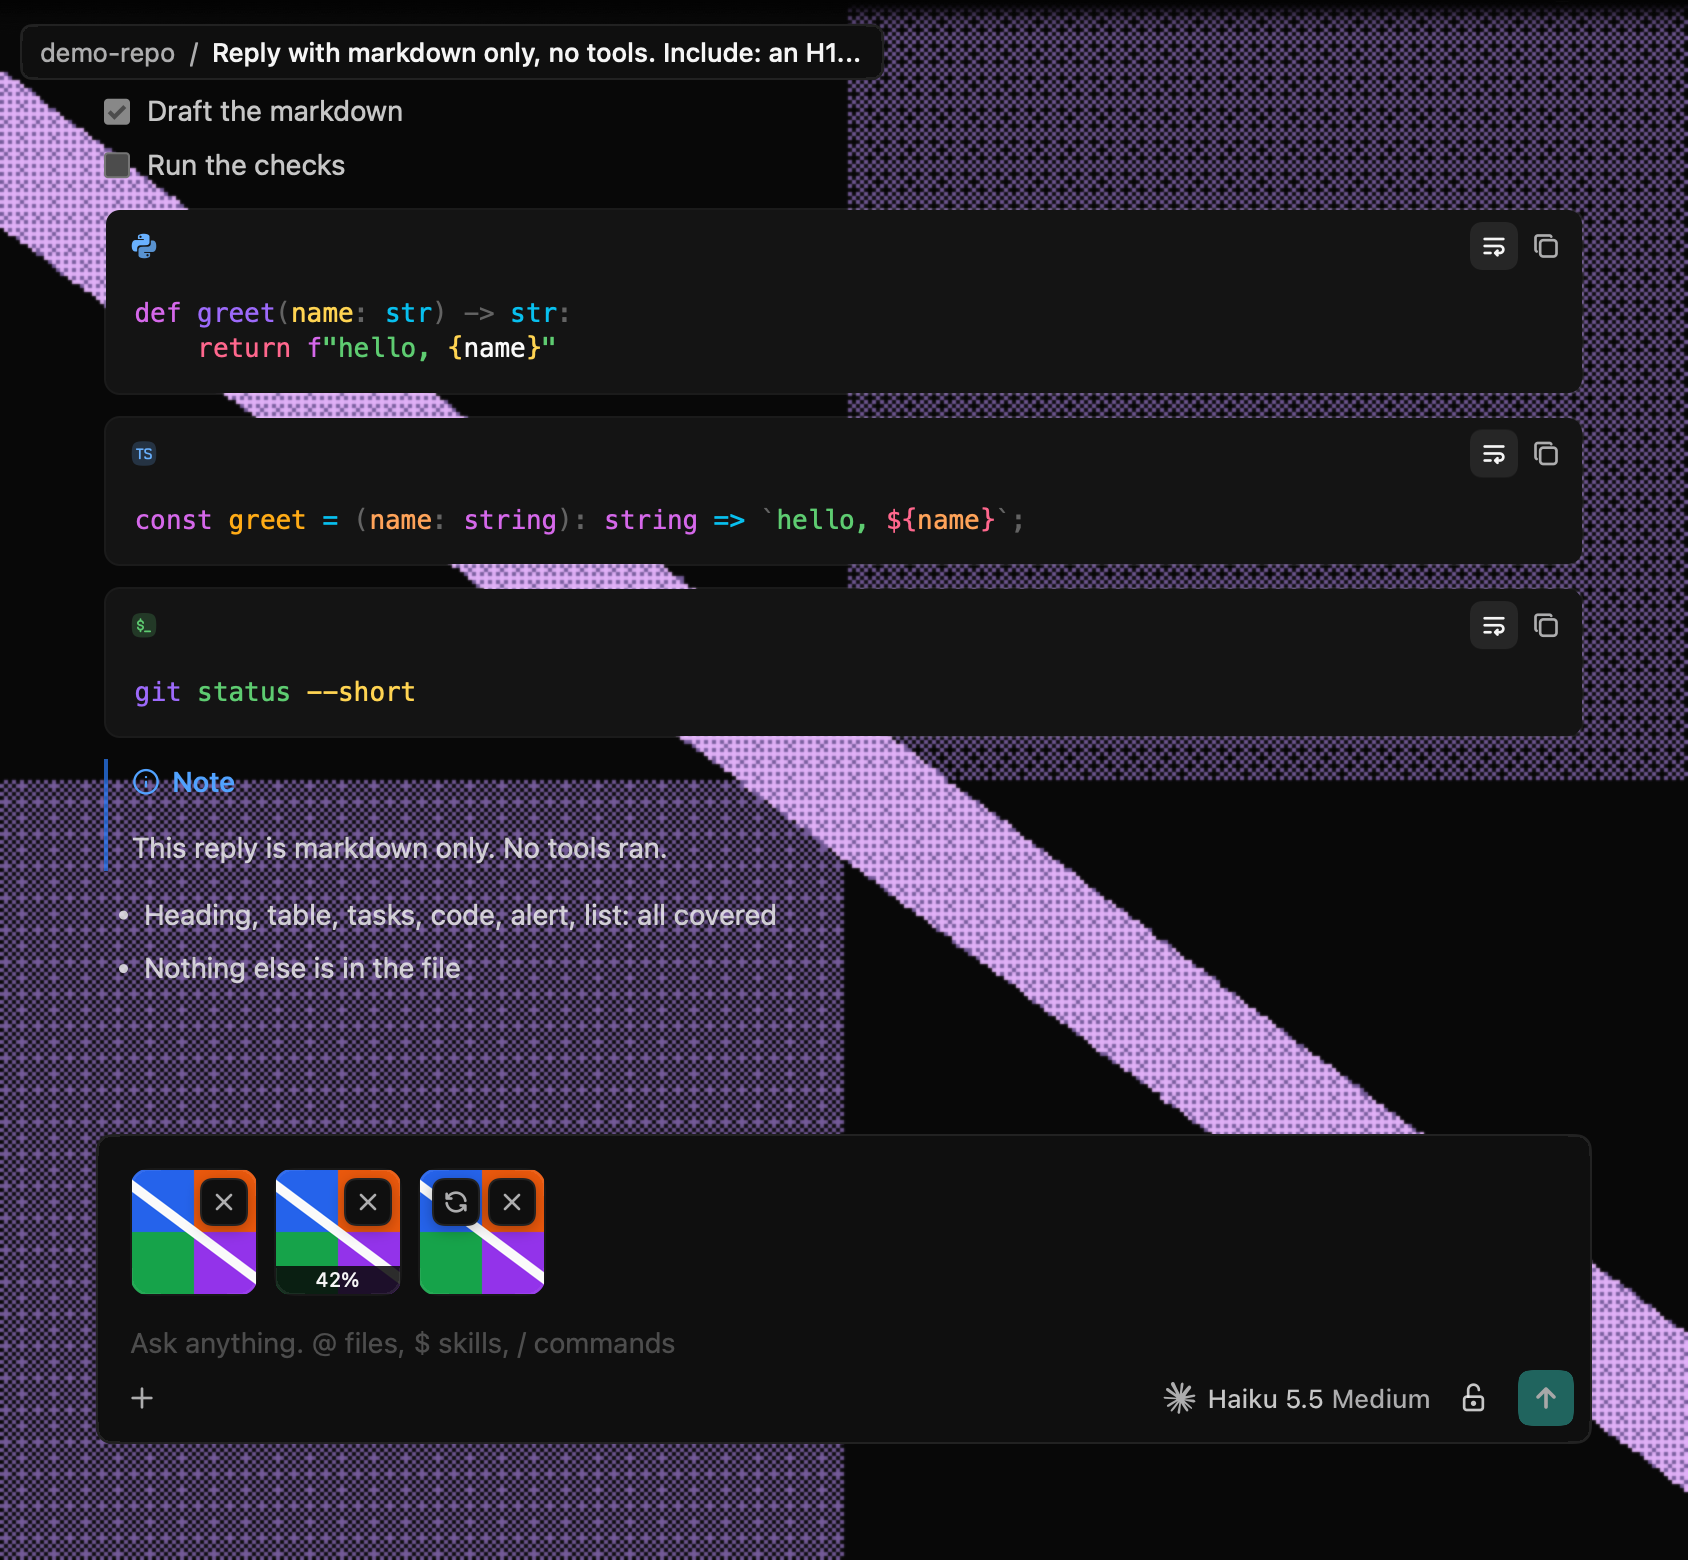 demo-repo / Reply with markdown only, no tools. Include: an H1...
Draft the markdown
Run the checks
def greet(name: str) -> str:
    return f"hello, {name}"
TS
const greet = (name: string): string => `hello, ${name}`;
$_
git status --short
Note
This reply is markdown only. No tools ran.
• Heading, table, tasks, code, alert, list: all covered
• Nothing else is in the file
42%
Ask anything. @ files, $ skills, / commands
Haiku 5.5 Medium